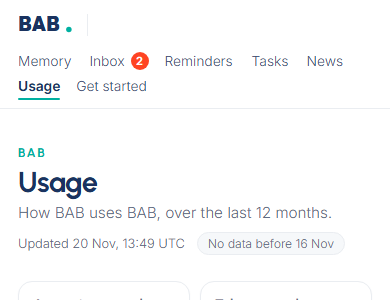 BAB.
Memory Inbox 2 Reminders Tasks News
Usage Get started
BAB
Usage
How BAB uses BAB, over the last 12 months.
Updated 20 Nov, 13:49 UTC No data before 16 Nov